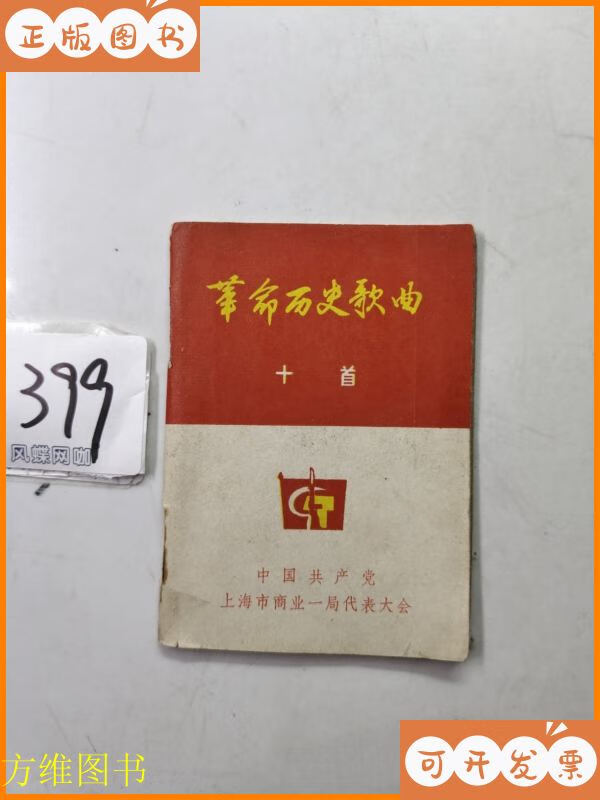 正版图书
革命历史歌曲
十首
399
风蝶网咖
中国共产党
上海市商业一局代表大会
方维图书
可开发票